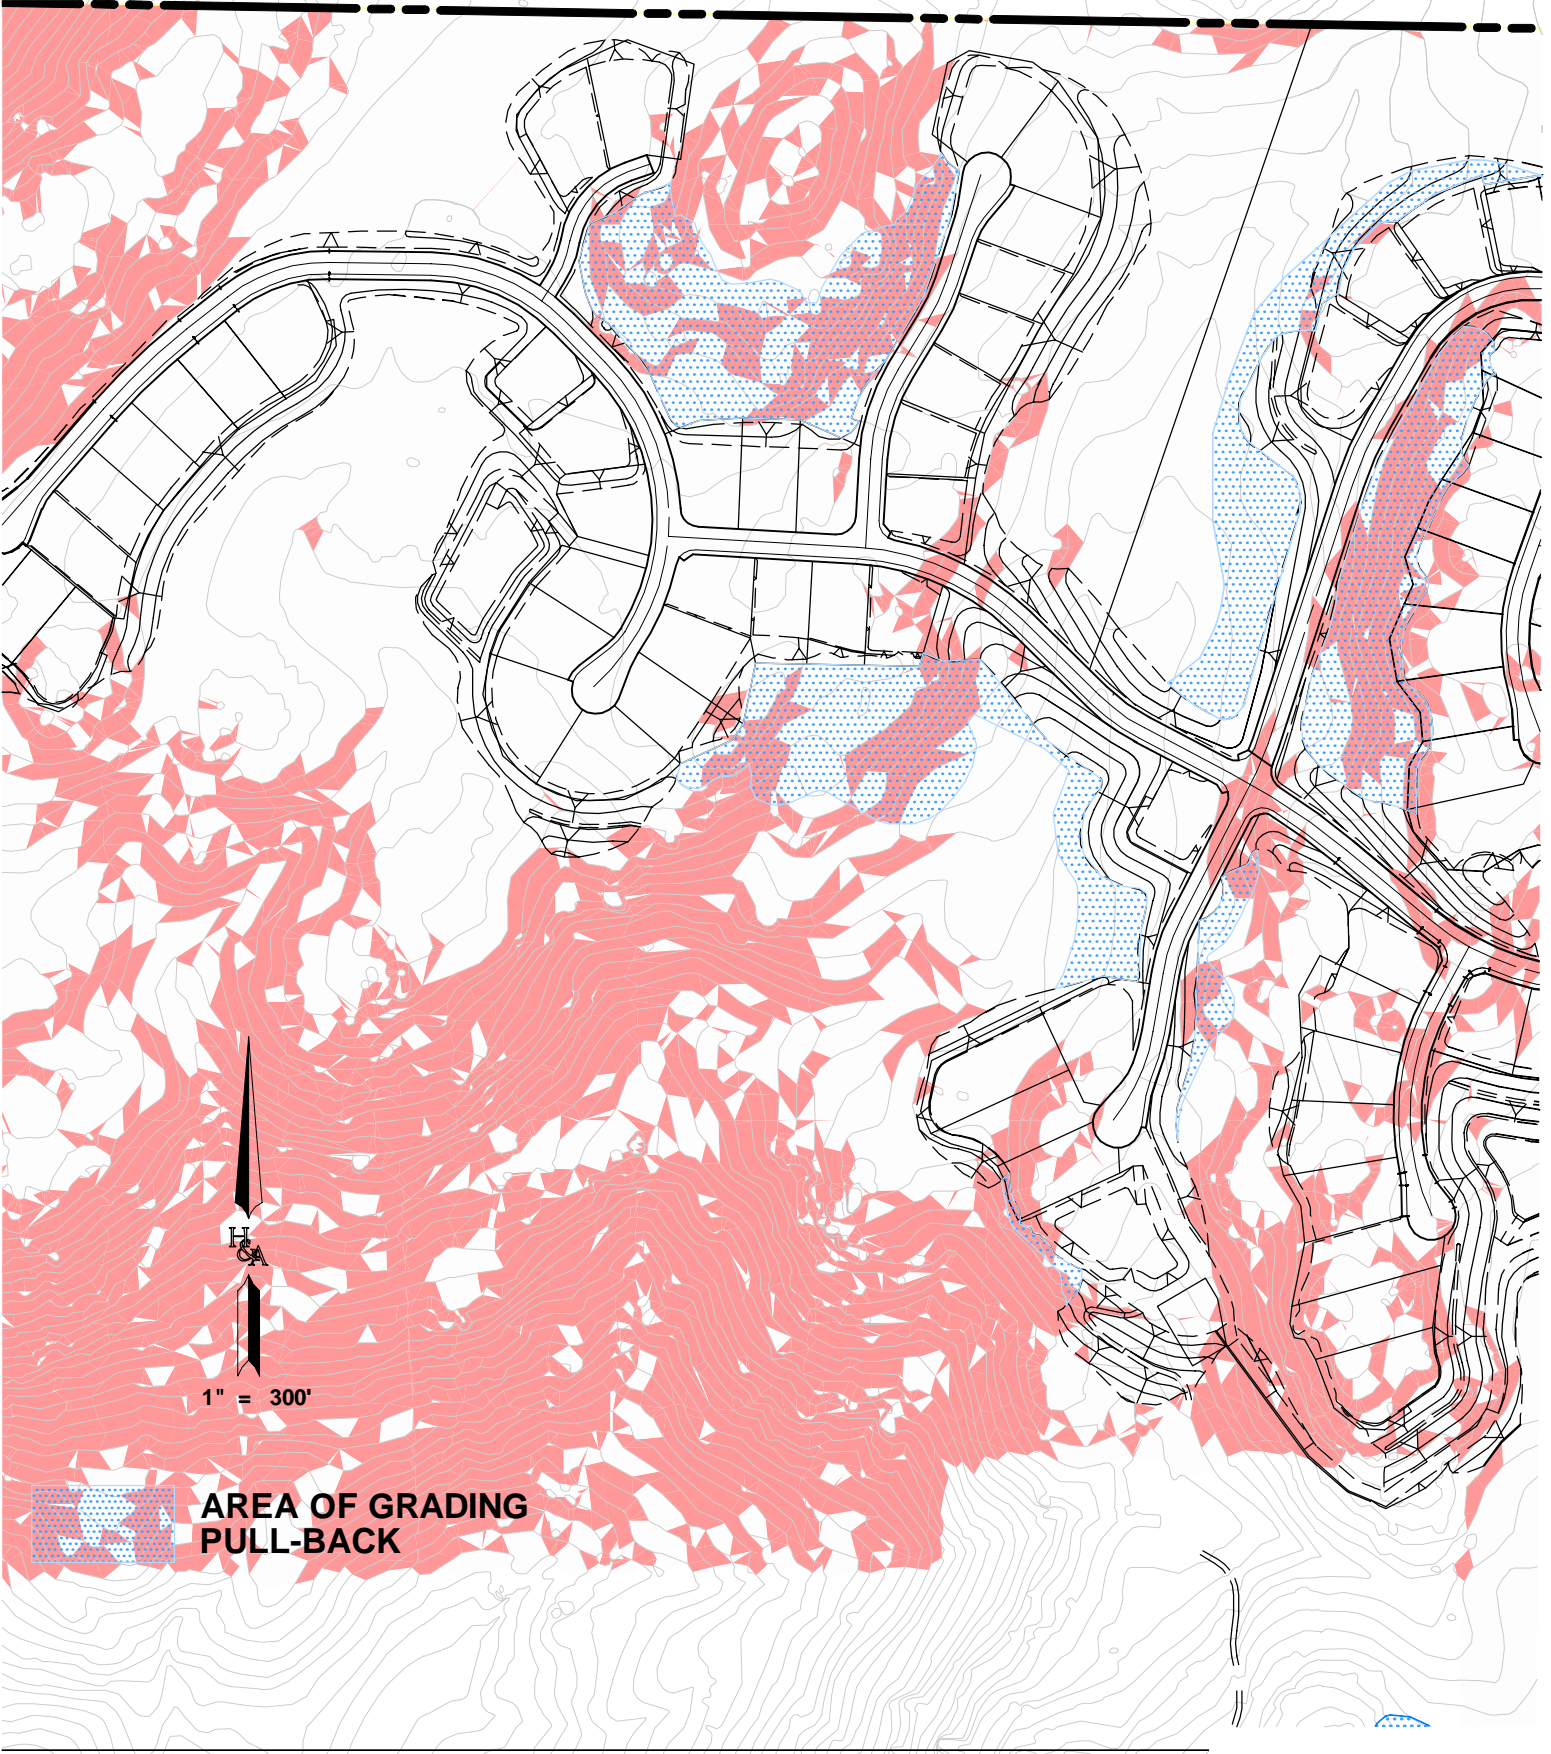 H&A
1" = 300'
AREA OF GRADING
PULL-BACK